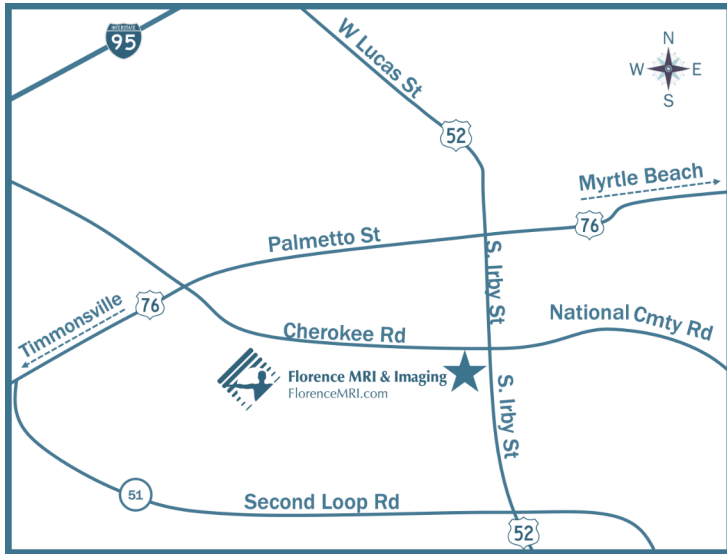 INTERSTATE
95
W Lucas St
N
W E
S
52
Myrtle Beach
76
Palmetto St
S. Irby St
Timmonsville
76
National Cmty Rd
Cherokee Rd
Florence MRI & Imaging
FlorenceMRI.com
S. Irby St
51
Second Loop Rd
52